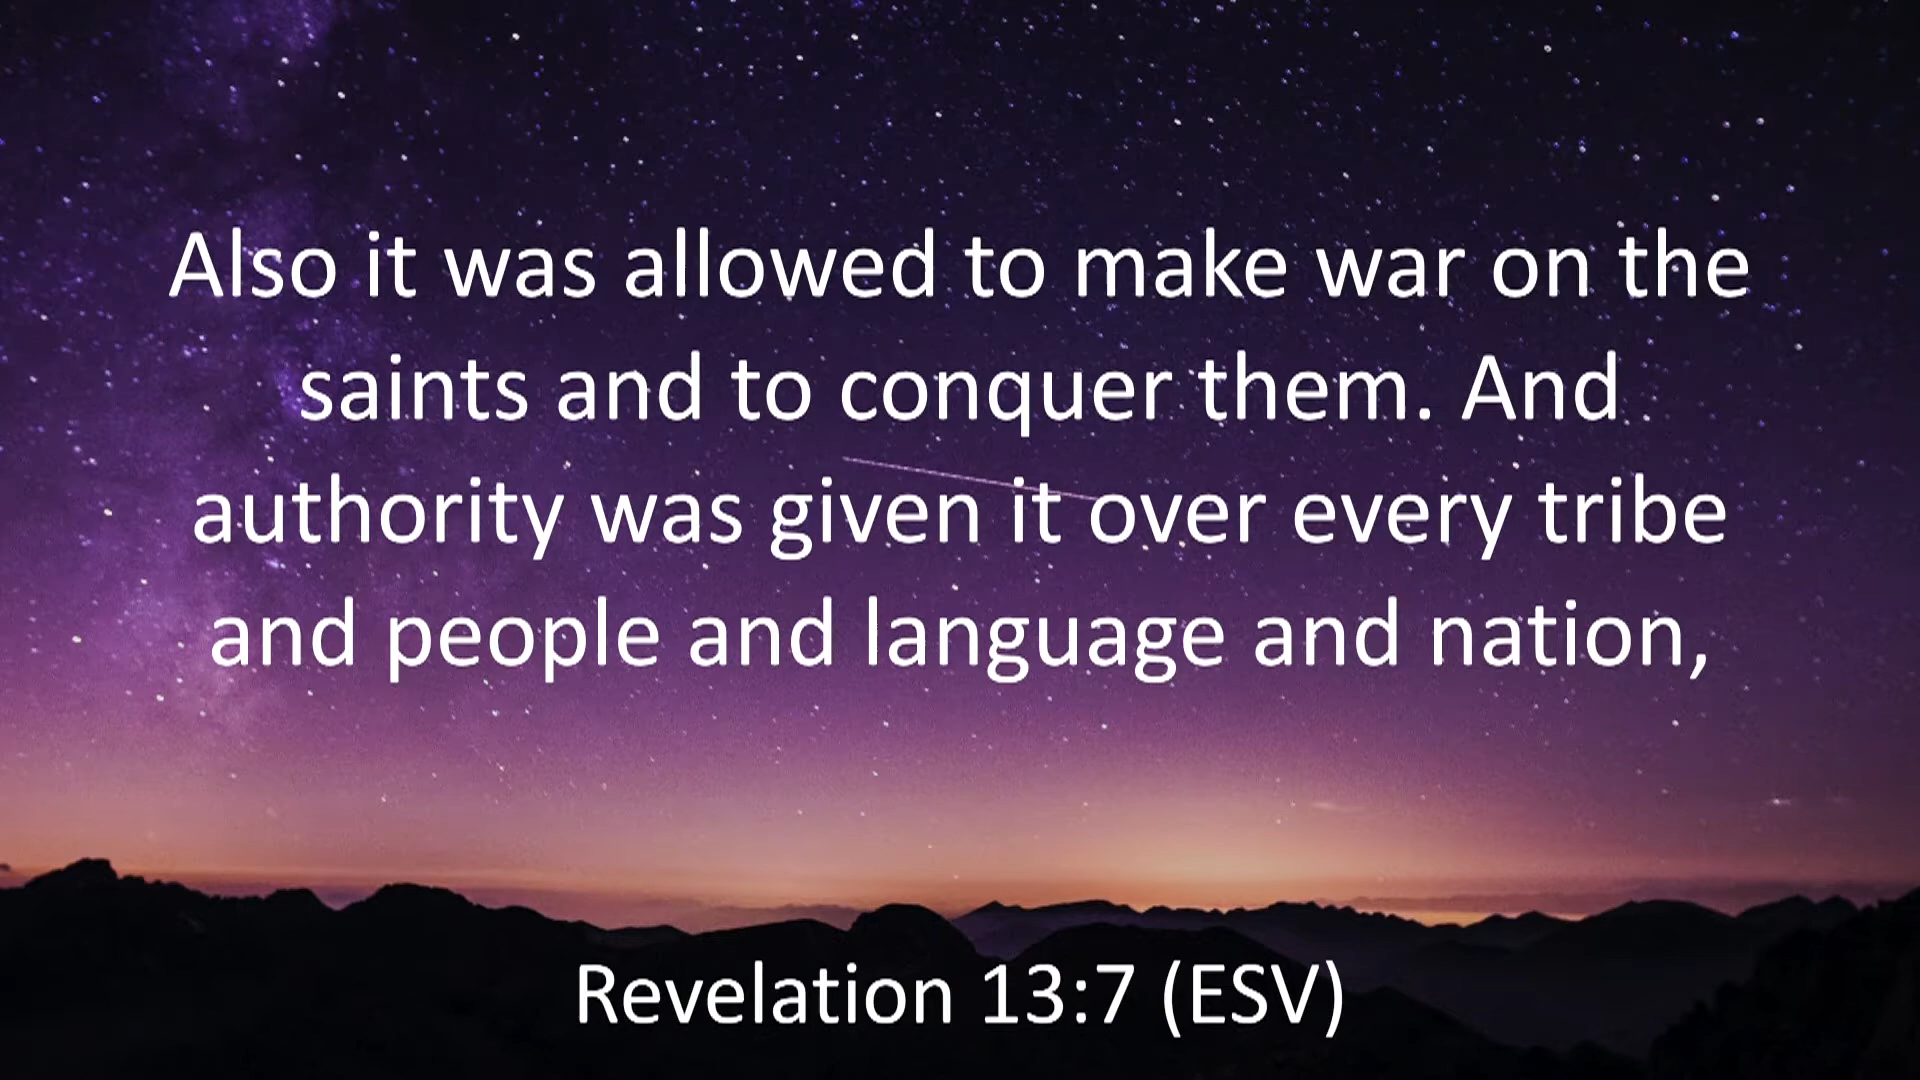 Also it was allowed to make war on the
saints and to conquer them. And
authority was given it over every tribe
and people and language and nation,
Revelation 13:7 (ESV)